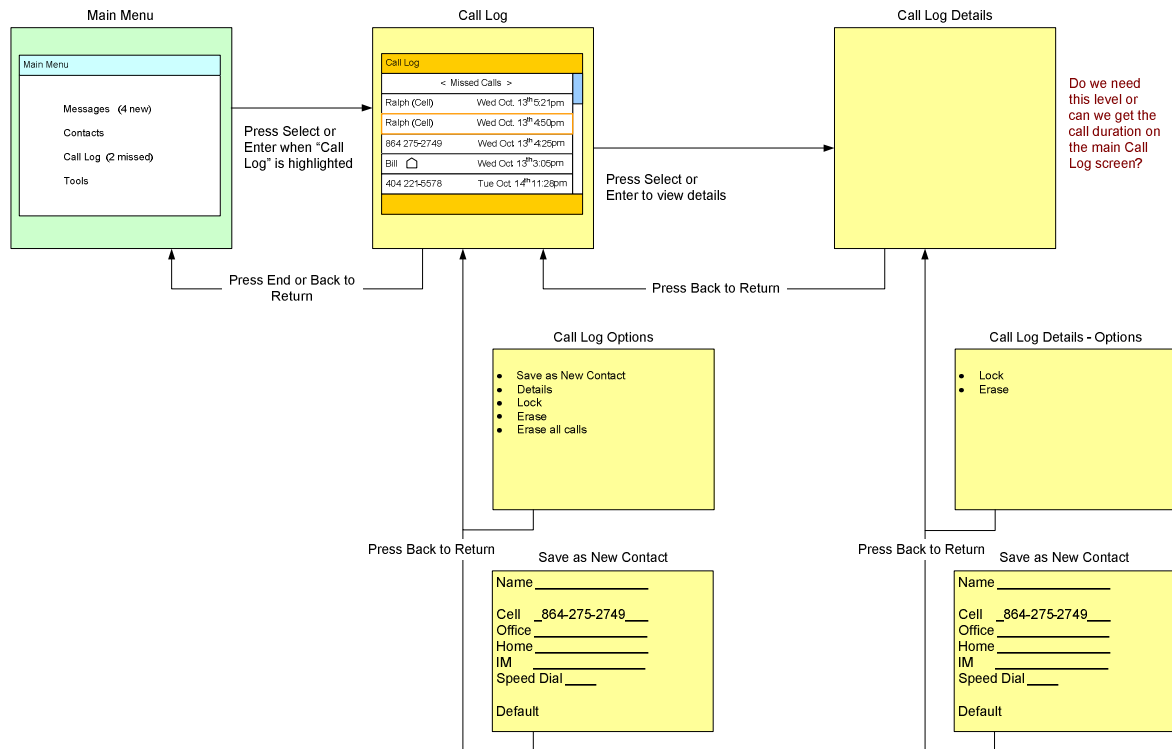 Main Menu
Main Menu
Messages (4 new)
Contacts
Call Log (2 missed)
Tools
Press Select or
Enter when “Call
Log” is highlighted
Call Log
Call Log
< Missed Calls >
Ralph (Cell) Wed Oct. 13th 5:21pm
Ralph (Cell) Wed Oct. 13th 4:50pm
864 275-2749 Wed Oct. 13th 4:25pm
Bill Wed Oct. 13th 3:05pm
404 221-5578 Tue Oct. 14th 11:28pm
Press Select or
Enter to view details
Call Log Details
Do we need
this level or
can we get the
call duration on
the main Call
Log screen?
Press End or Back to
Return
Press Back to Return
Call Log Options
• Save as New Contact
• Details
• Lock
• Erase
• Erase all calls
Call Log Details - Options
• Lock
• Erase
Press Back to Return
Save as New Contact
Name
Cell _864-275-2749___
Office
Home
IM
Speed Dial
Default
Press Back to Return
Save as New Contact
Name
Cell _864-275-2749___
Office
Home
IM
Speed Dial
Default